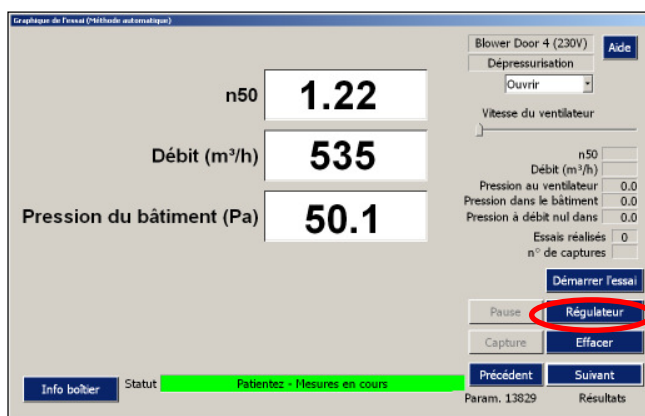 Graphique de l'essai (Méthode automatique)
Blower Door 4 (230V)
Aide
Dépressurisation
Ouvrir
Vitesse du ventilateur
n50
1.22
Débit (m³/h)
535
Pression du bâtiment (Pa)
50.1
n50
Débit (m³/h)
Pression au ventilateur 0.0
Pression dans le bâtiment 0.0
Pression à débit nul dans 0.0
Essais réalisés 0
n° de captures
Démarrer l'essai
Pause
Régulateur
Capture
Effacer
Précédent
Suivant
Info boîtier
Statut
Patientez - Mesures en cours
Param. 13829
Résultats